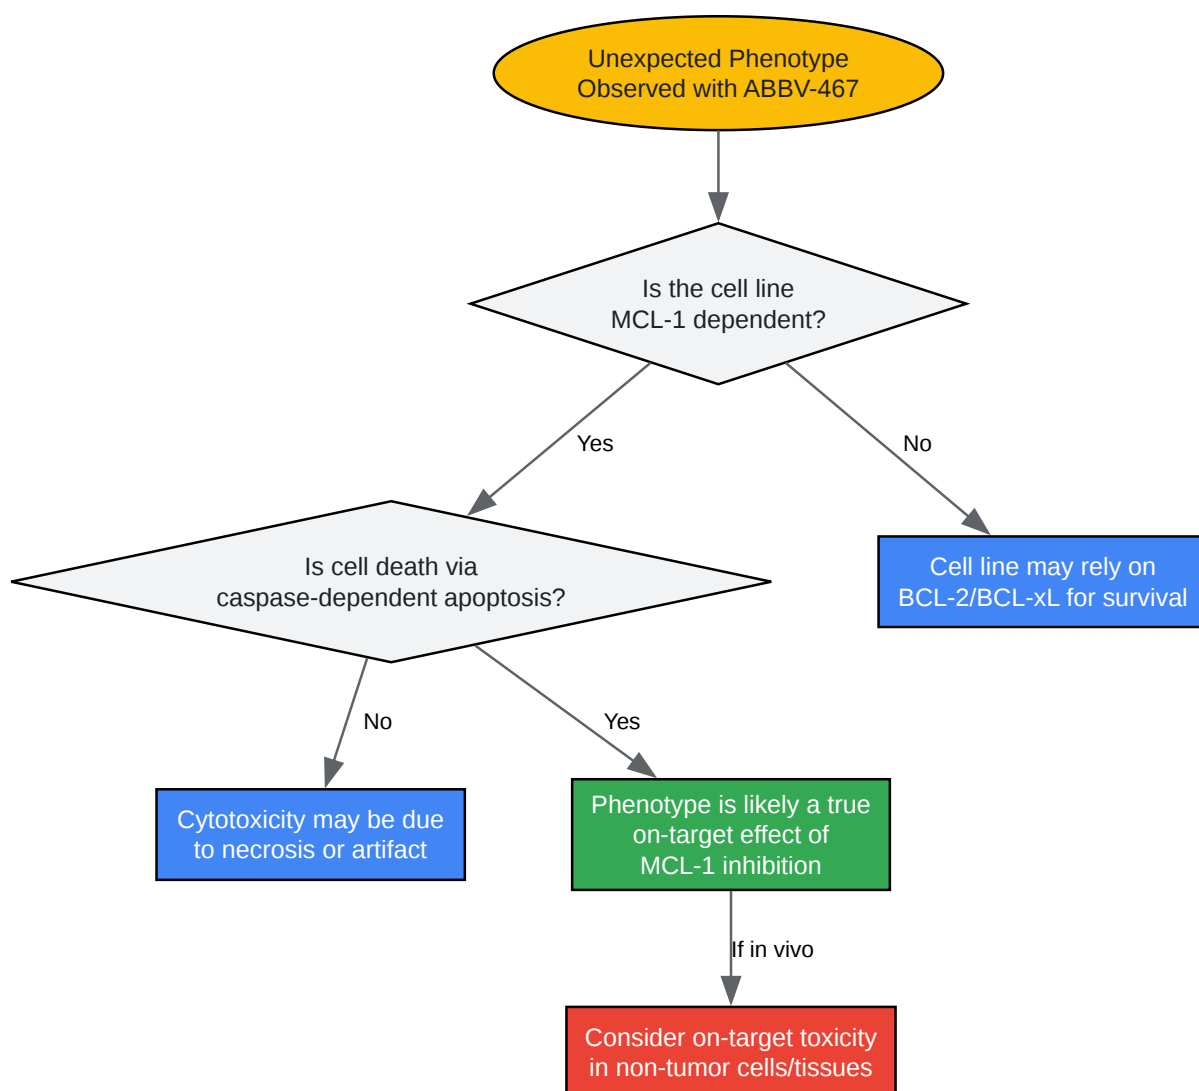 Unexpected Phenotype
Observed with ABBV-467
Is the cell line
MCL-1 dependent?
Yes
No
Is cell death via
caspase-dependent apoptosis?
Cell line may rely on
BCL-2/BCL-xL for survival
No
Yes
Cytotoxicity may be due
to necrosis or artifact
Phenotype is likely a true
on-target effect of
MCL-1 inhibition
If in vivo
Consider on-target toxicity
in non-tumor cells/tissues